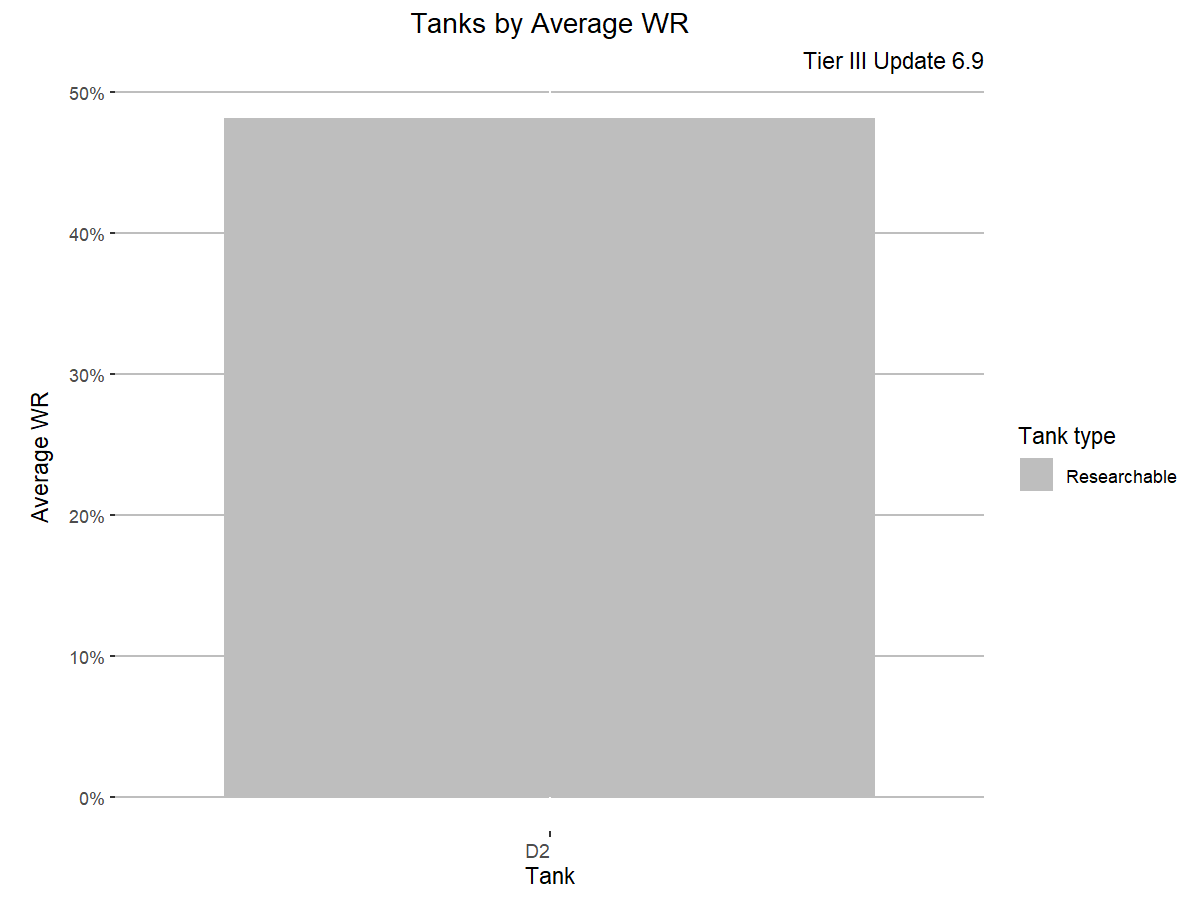 Tanks by Average WR
Tier III Update 6.9
50%
40%
30%
20%
10%
0%
Average WR
D2
Tank
Tank type
Researchable